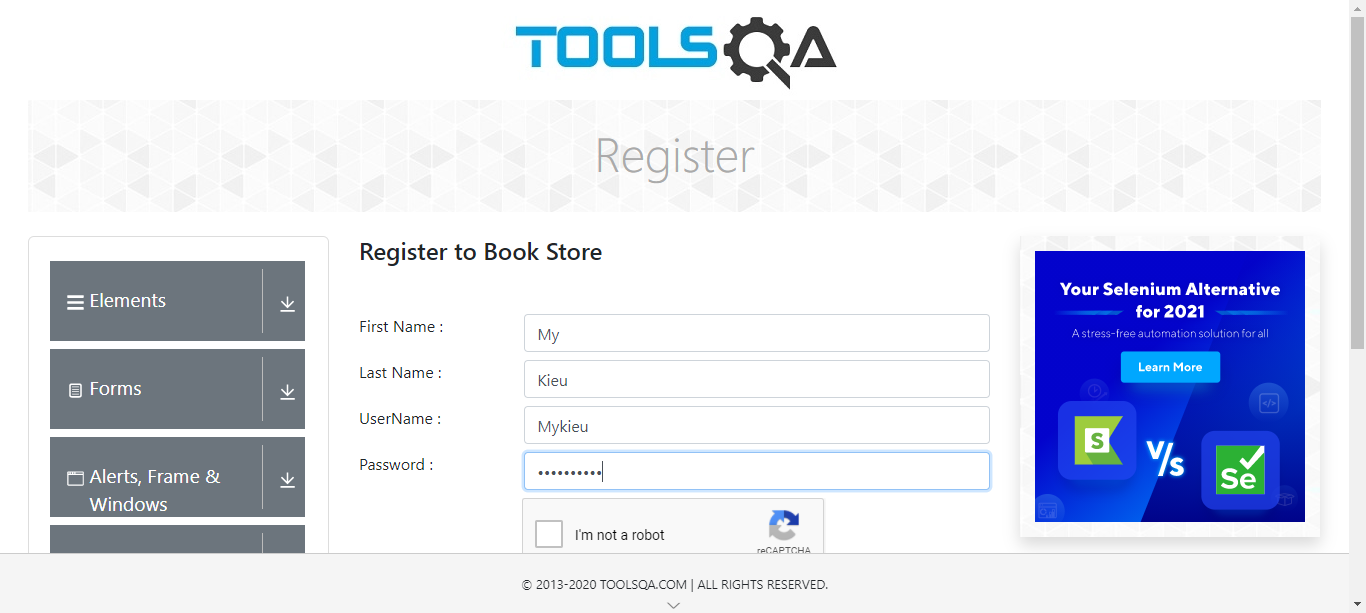 TOOLSQA
Register
Elements
Forms
Alerts, Frame &
Windows
Register to Book Store
First Name :
My
Last Name :
Kieu
UserName :
Mykieu
Password :
••••••••••
I'm not a robot
reCAPTCHA
Your Selenium Alternative
for 2021
A stress-free automation solution for all
Learn More
S
V/s
Se
© 2013-2020 TOOLSQA.COM | ALL RIGHTS RESERVED.